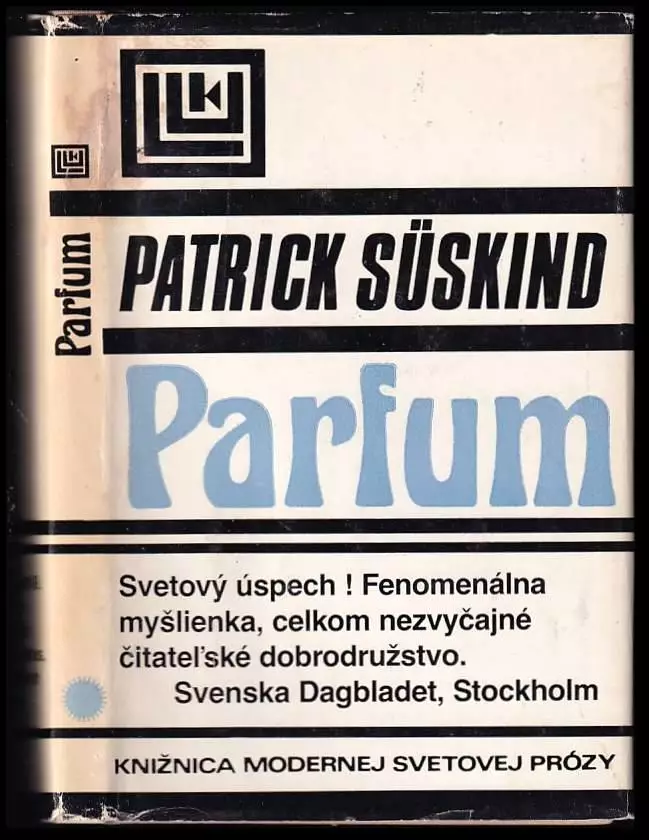 Parfum
PATRICK SÜSKIND
Parfum
Svetový úspech ! Fenomenálna
myšlienka, celkom nezvyčajné
čitateľské dobrodružstvo.
Svenska Dagbladet, Stockholm
KNIŽNICA MODERNEJ SVETOVEJ PRÓZY